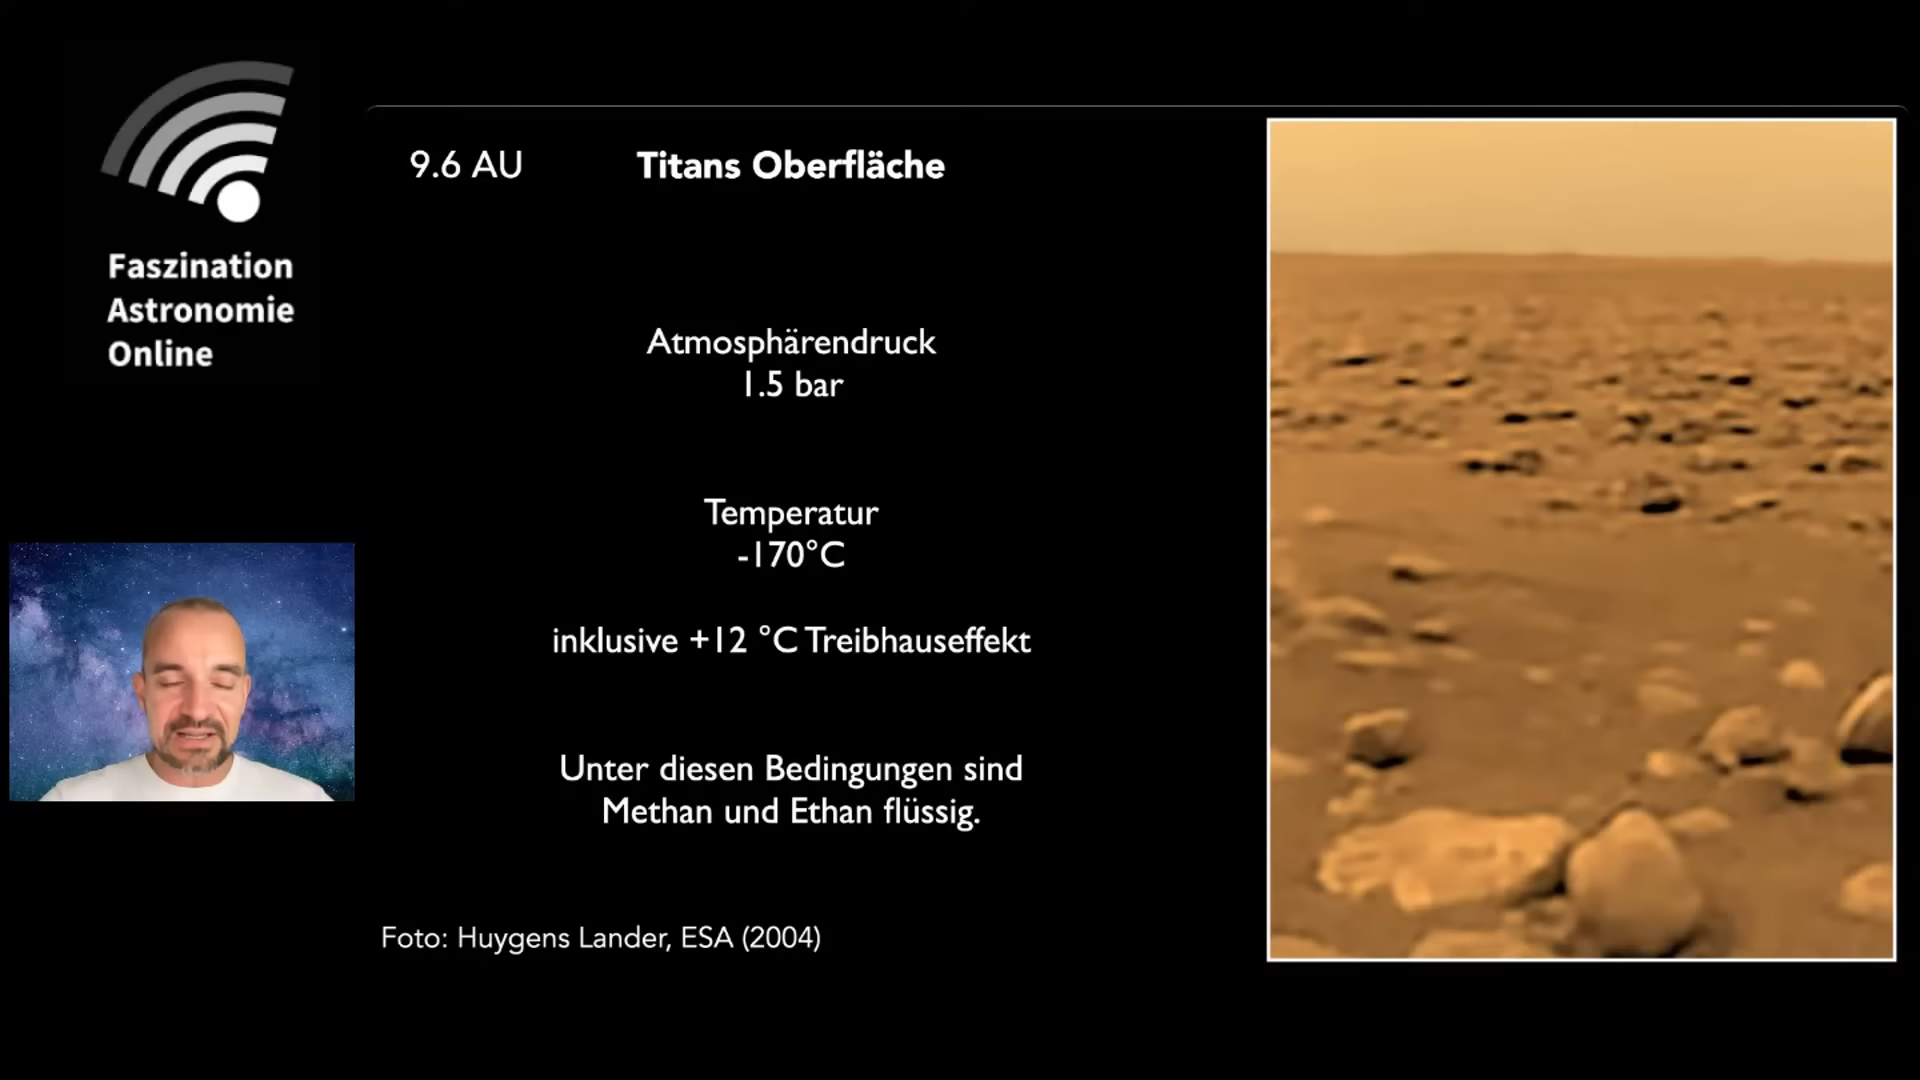 Faszination
Astronomie
Online
9.6 AU
Titans Oberfläche
Atmosphärendruck
1.5 bar
Temperatur
-170°C
inklusive +12 °C Treibhauseffekt
Unter diesen Bedingungen sind
Methan und Ethan flüssig.
Foto: Huygens Lander, ESA (2004)